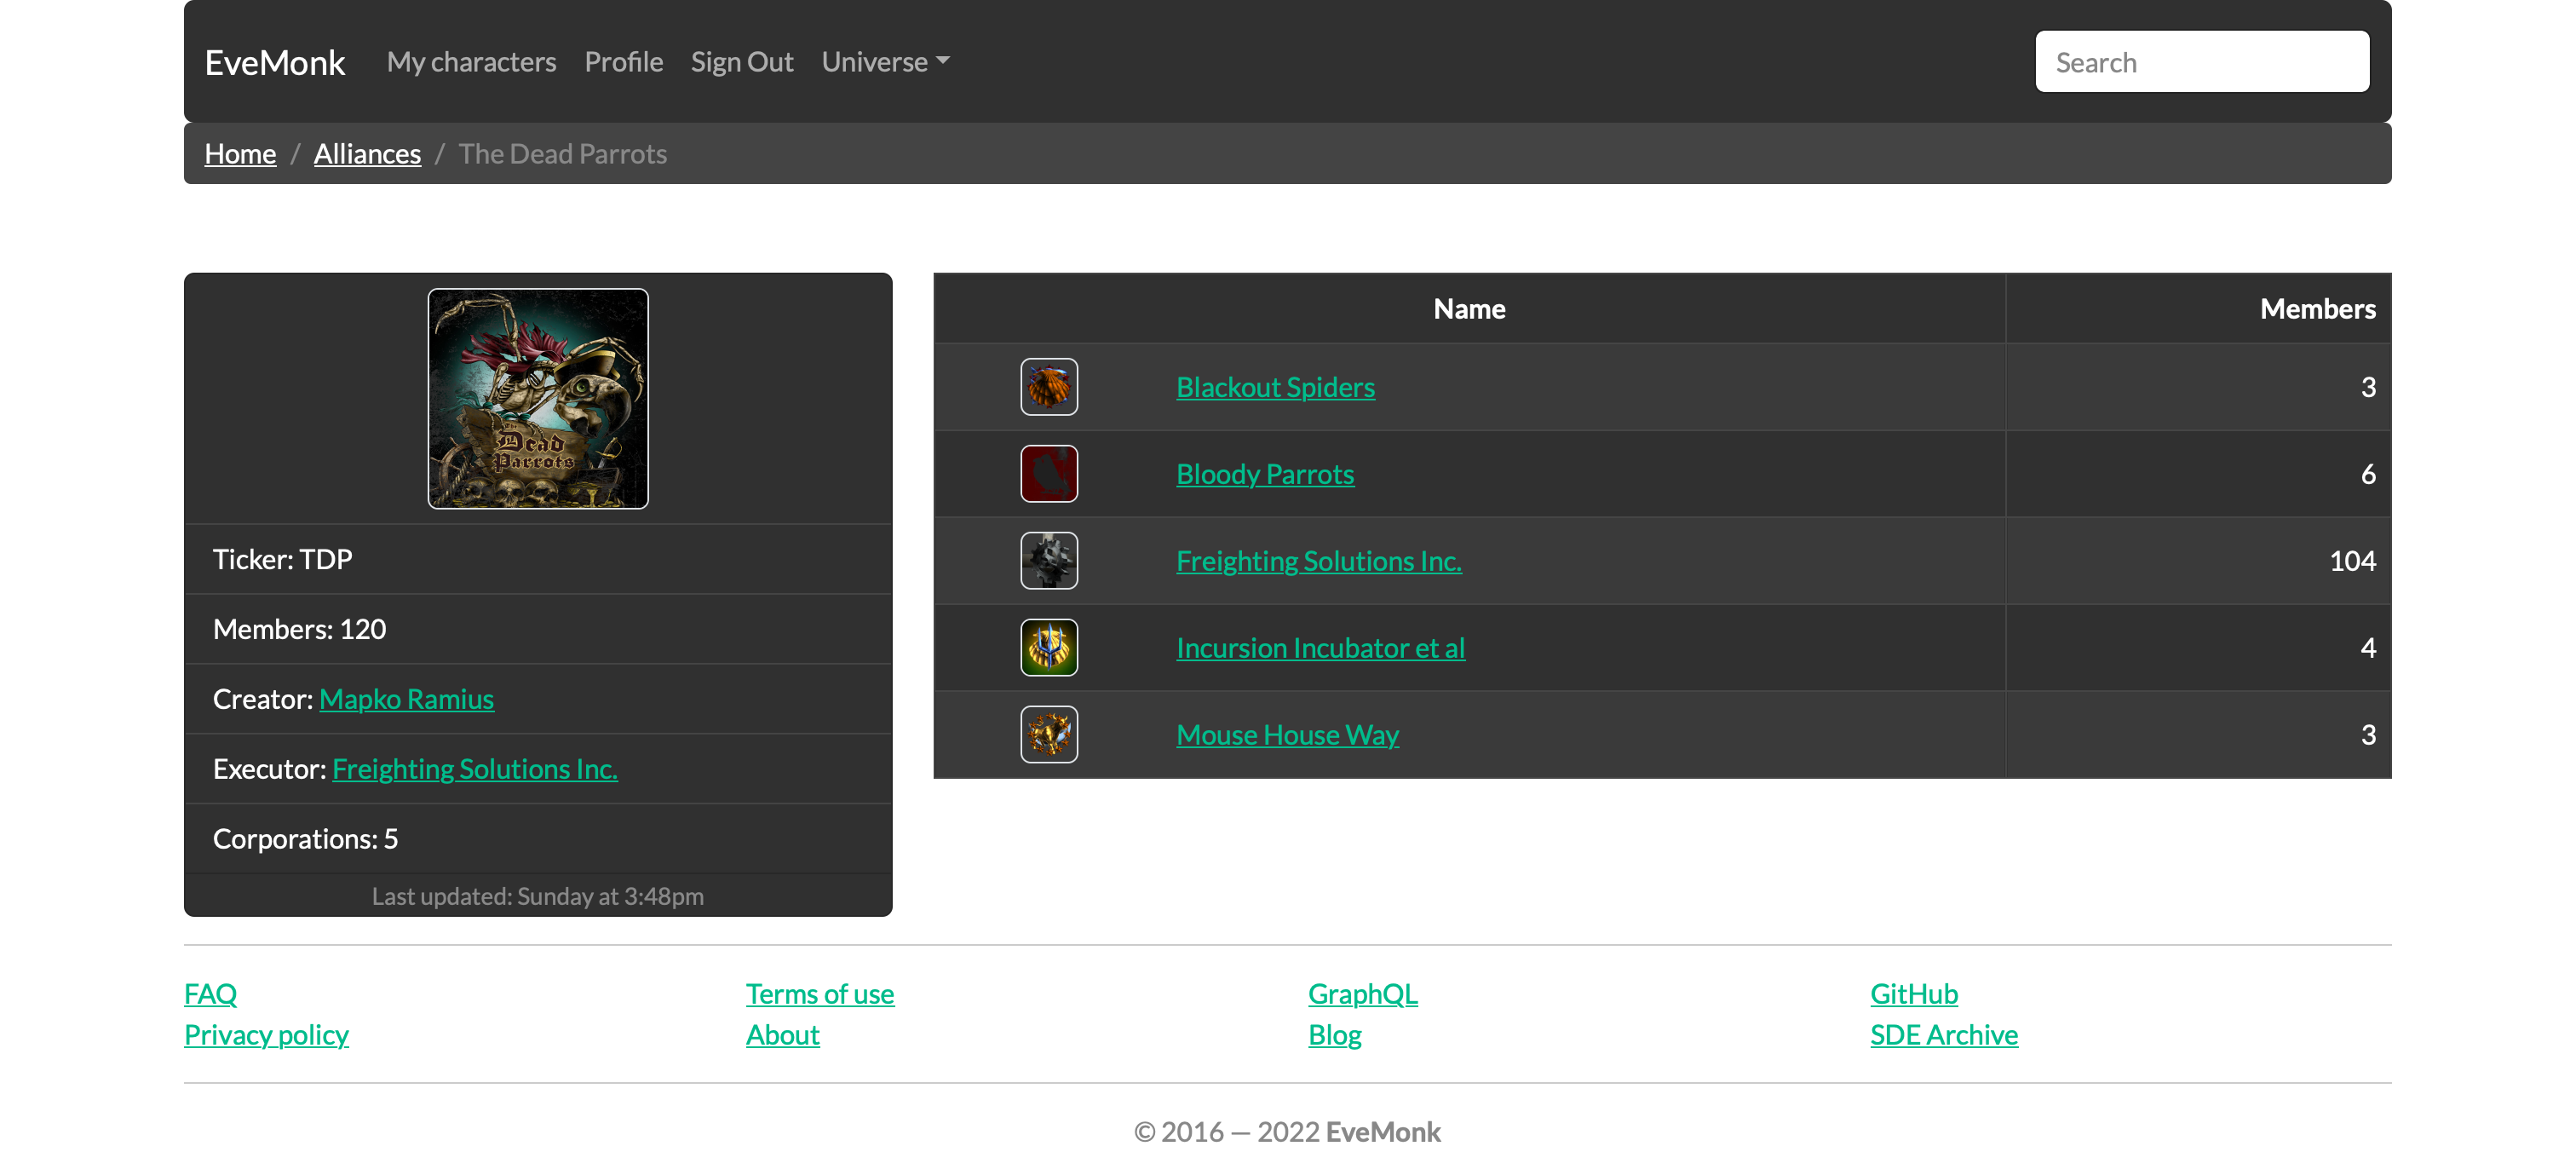 EveMonk My characters Profile Sign Out Universe Search
Home / Alliances / The Dead Parrots
The
Dead
Parrots
Ticker: TDP
Members: 120
Creator: Mapko Ramius
Executor: Freighting Solutions Inc.
Corporations: 5
Last updated: Sunday at 3:48pm
Name Members
Blackout Spiders 3
Bloody Parrots 6
Freighting Solutions Inc. 104
Incursion Incubator et al 4
Mouse House Way 3
FAQ Terms of use GraphQL GitHub
Privacy policy About Blog SDE Archive
© 2016 — 2022 EveMonk